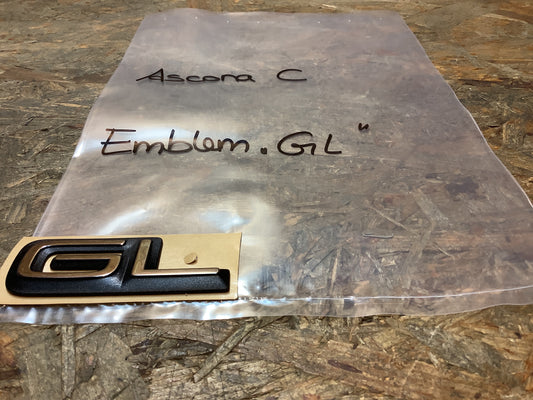 Ascona C
Emblem "GL"
GL